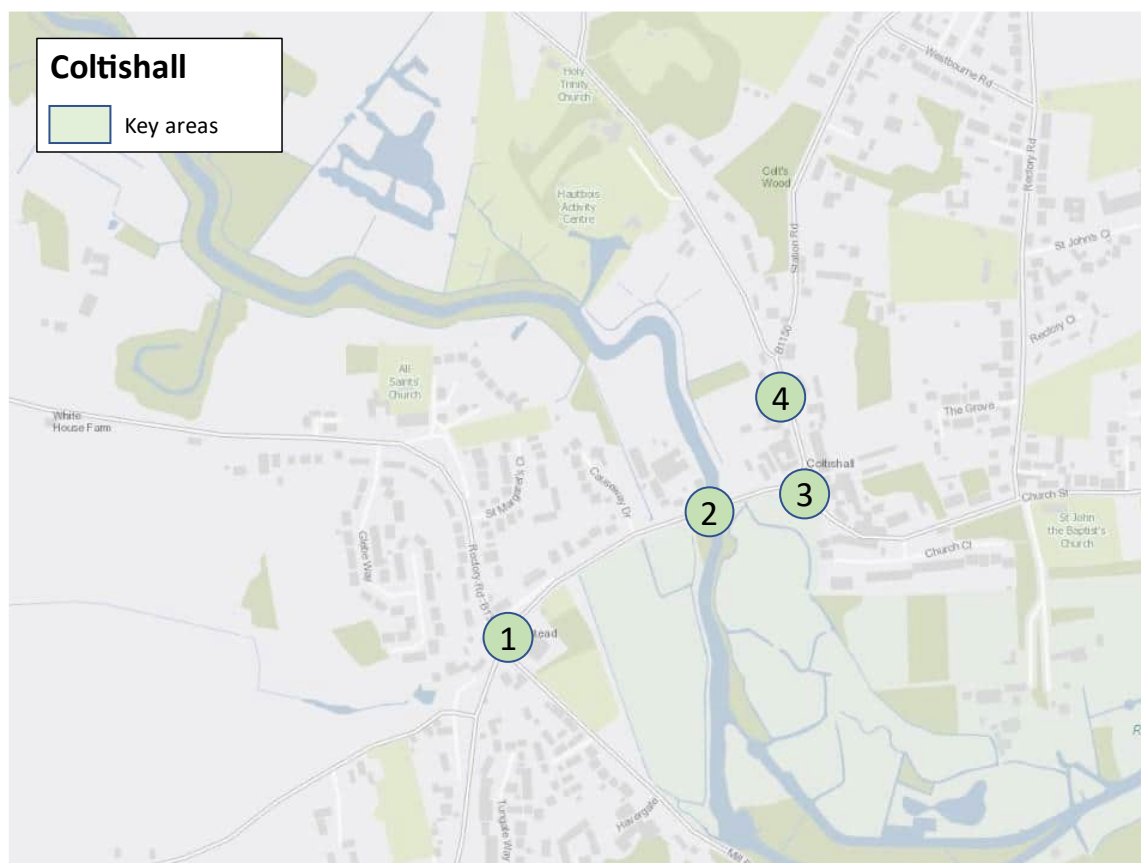 Coltishall
Key areas
Holy
Trinity
Church
Westbourne Rd
Rectory Rd
Colt's
Wood
Hautbois
Activity
Centre
Station Rd
St John's Cl
Rectory Cl
B1150
All
Saints'
Church
4
The Grove
White
House Farm
Coltishall
St Margaret's Cl
Causeway Dr
3
2
Church St
St John
the Baptist's
Church
Church Cl
Glebe Way
Rectory Rd
1
Tungate Way
Havergate